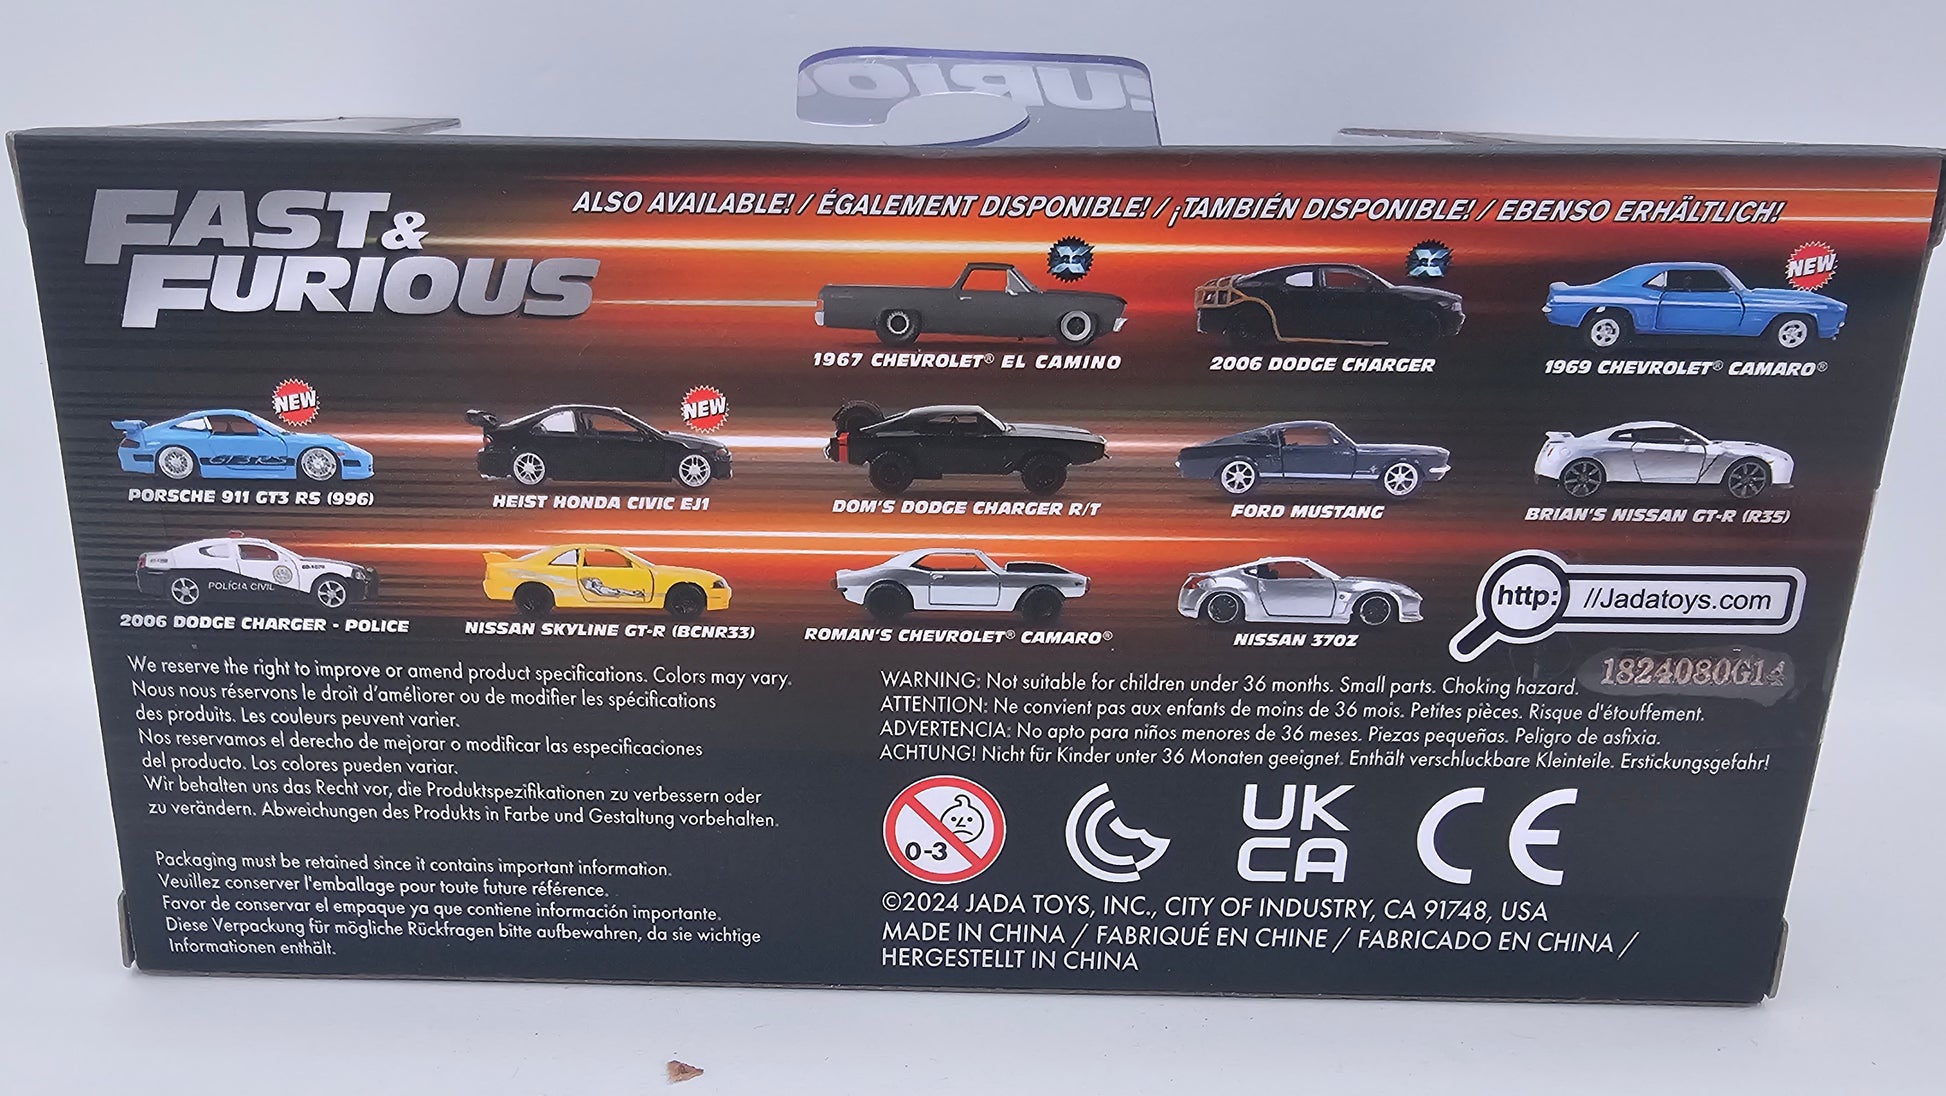 FAST &
FURIOUS
ALSO AVAILABLE! / ÉGALEMENT DISPONIBLE! / ¡TAMBIÉN DISPONIBLE! / EBENSO ERHÄLTLICH!
X
X
NEW
1967 CHEVROLET® EL CAMINO
2006 DODGE CHARGER
1969 CHEVROLET® CAMARO®
NEW
NEW
GT3 RS
PORSCHE 911 GT3 RS (996)
HEIST HONDA CIVIC EJ1
DOM'S DODGE CHARGER R/T
FORD MUSTANG
BRIAN'S NISSAN GT-R (R35)
POLÍCIA CIVIL
2006 DODGE CHARGER - POLICE
NISSAN SKYLINE GT-R (BCNR33)
ROMAN'S CHEVROLET® CAMARO®
NISSAN 370Z
http: //Jadatoys.com
1824080G14
We reserve the right to improve or amend product specifications. Colors may vary.
Nous nous réservons le droit d'améliorer ou de modifier les spécifications
des produits. Les couleurs peuvent varier.
Nos reservamos el derecho de mejorar o modificar las especificaciones
del producto. Los colores pueden variar.
Wir behalten uns das Recht vor, die Produktspezifikationen zu verbessern oder
zu verändern. Abweichungen des Produkts in Farbe und Gestaltung vorbehalten.
Packaging must be retained since it contains important information.
Veuillez conserver l'emballage pour toute future référence.
Favor de conservar el empaque ya que contiene información importante.
Diese Verpackung für mögliche Rückfragen bitte aufbewahren, da sie wichtige
Informationen enthält.
WARNING: Not suitable for children under 36 months. Small parts. Choking hazard.
ATTENTION: Ne convient pas aux enfants de moins de 36 mois. Petites pièces. Risque d'étouffement.
ADVERTENCIA: No apto para niños menores de 36 meses. Piezas pequeñas. Peligro de asfixia.
ACHTUNG! Nicht für Kinder unter 36 Monaten geeignet. Enthält verschluckbare Kleinteile. Erstickungsgefahr!
0-3
UK
CA
CE
©2024 JADA TOYS, INC., CITY OF INDUSTRY, CA 91748, USA
MADE IN CHINA / FABRIQUÉ EN CHINE / FABRICADO EN CHINA /
HERGESTELLT IN CHINA